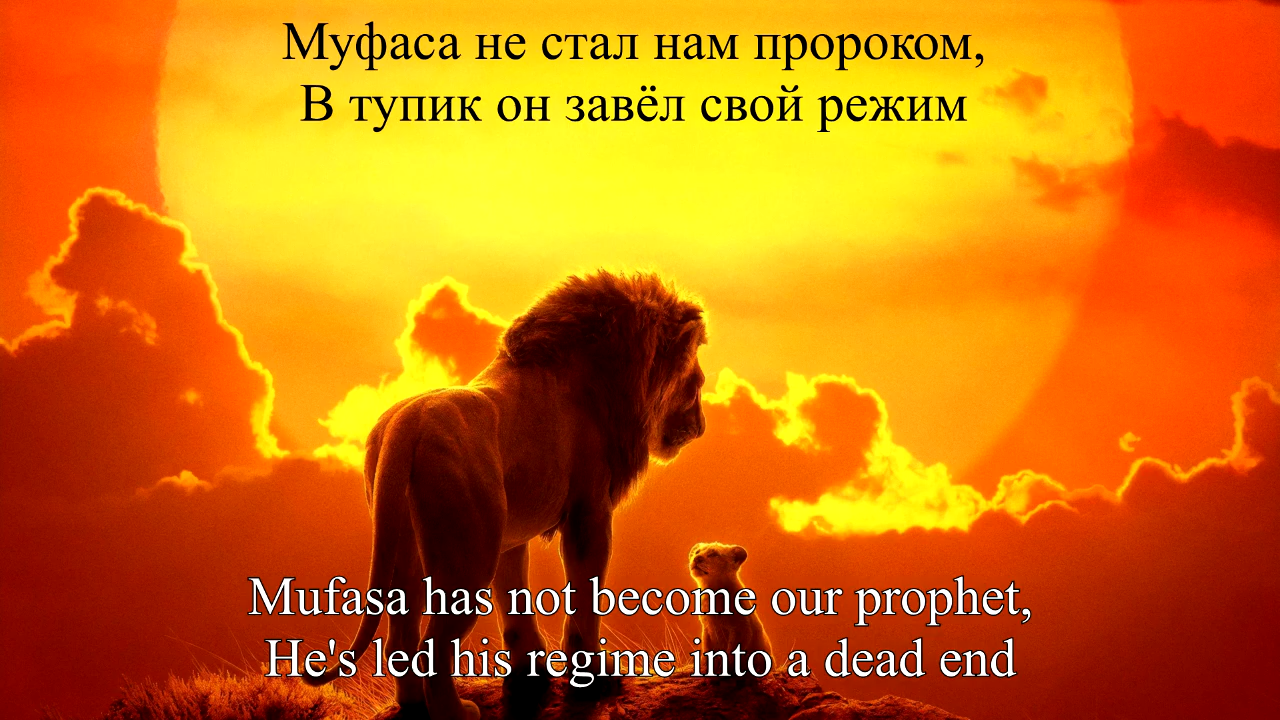 Муфаса не стал нам пророком,
В тупик он завёл свой режим
Mufasa has not become our prophet,
He's led his regime into a dead end